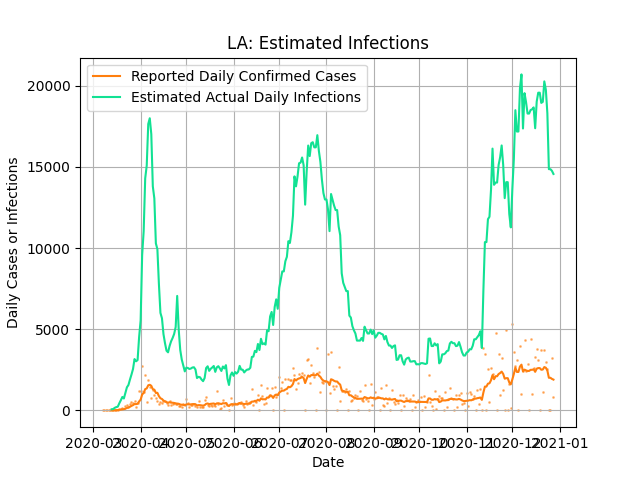 LA: Estimated Infections
Reported Daily Confirmed Cases
Estimated Actual Daily Infections
Daily Cases or Infections
20000
15000
10000
5000
0
2020-03 2020-04 2020-05 2020-06 2020-07 2020-08 2020-09 2020-10 2020-11 2020-12 2021-01
Date